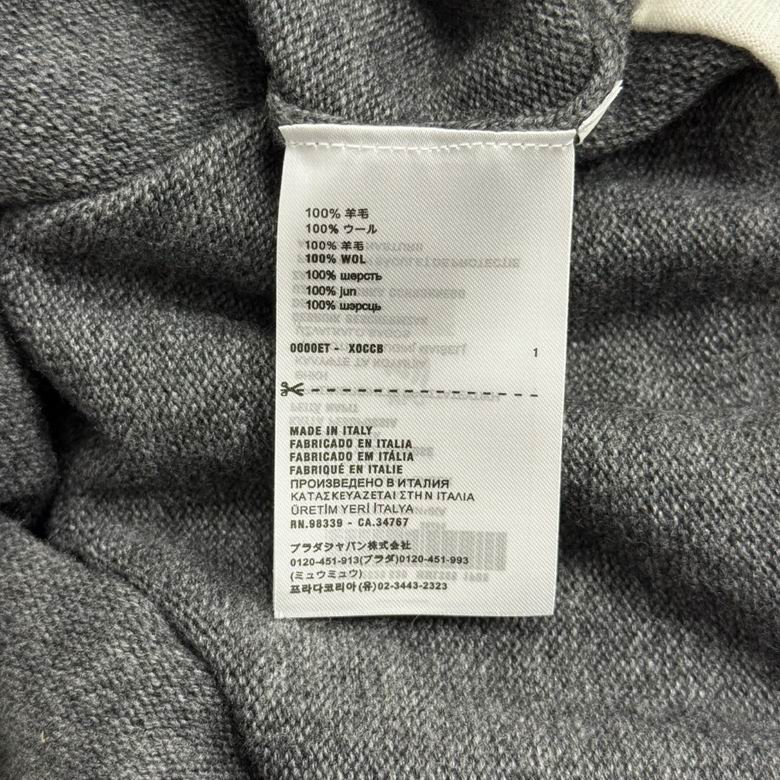 100% 羊毛
100% ウール
100% 羊毛
100% WOL
100% шерсть
100% jun
100% шэрсць
0000ET - X0CCB 1
MADE IN ITALY
FABRICADO EN ITALIA
FABRICADO EM ITÁLIA
FABRIQUÉ EN ITALIE
ПРОИЗВЕДЕНО В ИТАЛИЯ
ΚΑΤΑΣΚΕΥΑΖΕΤΑΙ ΣΤΗΝ ΙΤΑΛΙΑ
ÜRETİM YERİ İTALYA
RN.98339 - CA.34767
プラダジャパン株式会社
0120-451-913(プラダ)0120-451-993
(ミュウミュウ)
프라다코리아(유)02-3443-2323